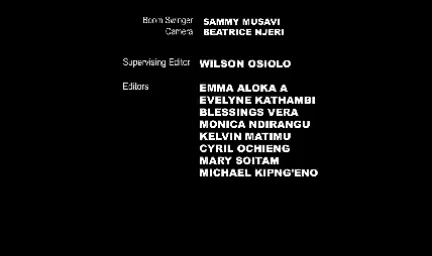 Boom Swinger SAMMY MUSAVI
Camera BEATRICE NJERI
Supervising Editor WILSON OSIOLO
Editors EMMA ALOKA A
EVELYNE KATHAMBI
BLESSINGS VERA
MONICA NDIRANGU
KELVIN MATIMU
CYRIL OCHIENG
MARY SOITAM
MICHAEL KIPNG'ENO